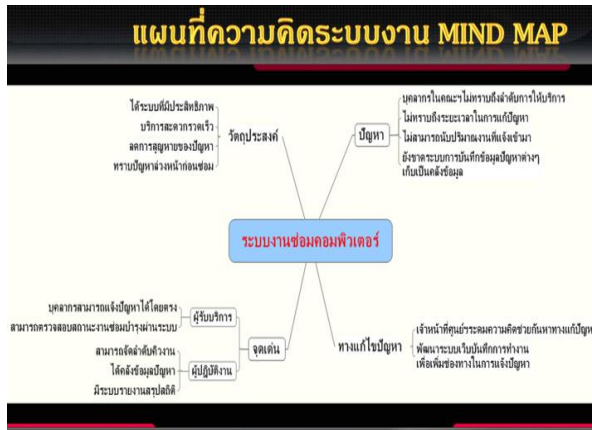 แผนที่ความคิดระบบงาน MIND MAP
ได้ระบบที่มีประสิทธิภาพ
บริการสะดวกรวดเร็ว
ลดการสูญหายของปัญหา
ทราบปัญหาล่วงหน้าก่อนซ่อม
วัตถุประสงค์
ปัญหา
บุคลากรในคณะฯไม่ทราบถึงลำดับการให้บริการ
ไม่ทราบถึงระยะเวลาในการแก้ปัญหา
ไม่สามารถนับปริมาณงานที่แจ้งเข้ามา
ยังขาดระบบการบันทึกข้อมูลปัญหาต่างๆ
เก็บเป็นคลังข้อมูล
ระบบงานซ่อมคอมพิวเตอร์
บุคลากรสามารถแจ้งปัญหาได้โดยตรง
สามารถตรวจสอบสถานะงานซ่อมบำรุงผ่านระบบ
ผู้รับบริการ
สามารถจัดลำดับคิวงาน
ได้คลังข้อมูลปัญหา
มีระบบรายงานสรุปสถิติ
ผู้ปฏิบัติงาน
จุดเด่น
ทางแก้ไขปัญหา
เจ้าหน้าที่ศูนย์ฯระดมความคิดช่วยกันหาทางแก้ปัญห
พัฒนาระบบเว็บบันทึกการทำงาน
เพื่อเพิ่มช่องทางในการแจ้งปัญหา